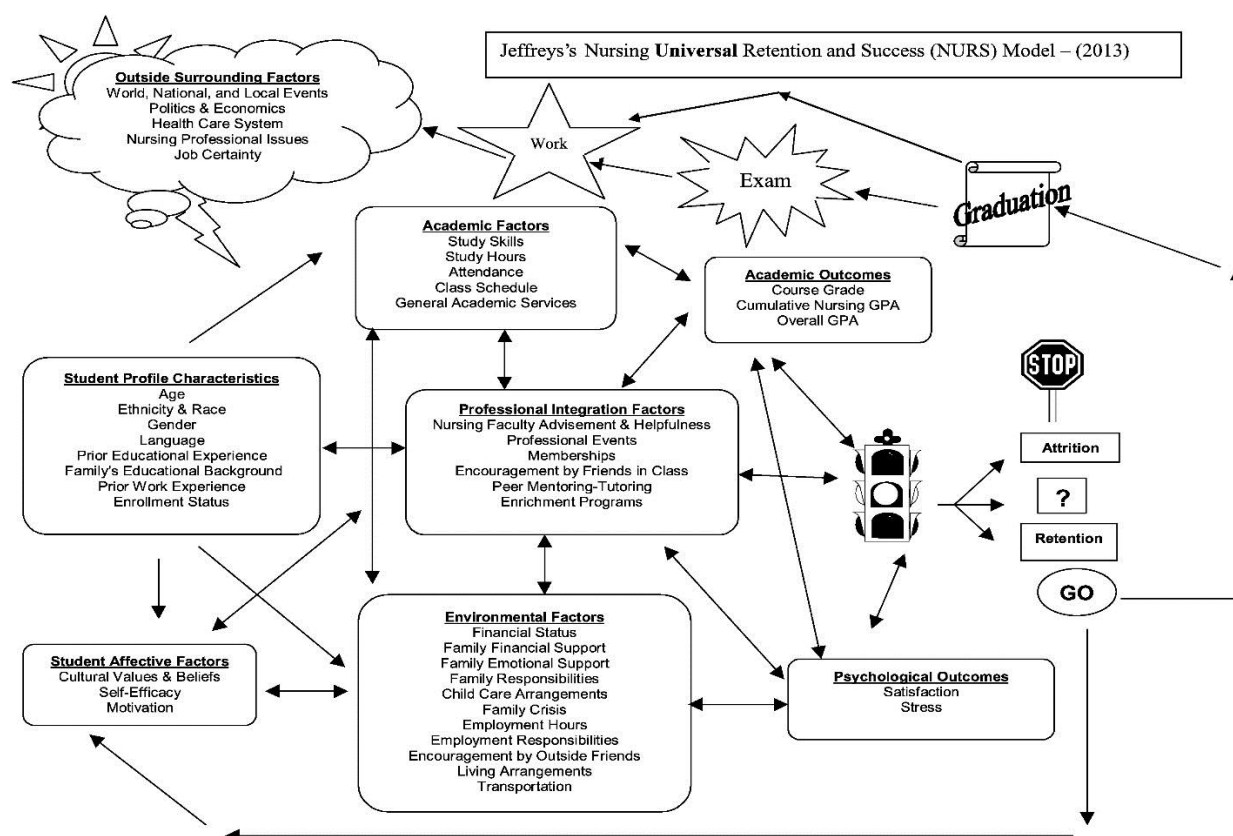 Jeffreys's Nursing Universal Retention and Success (NURS) Model – (2013)
Outside Surrounding Factors
World, National, and Local Events
Politics & Economics
Health Care System
Nursing Professional Issues
Job Certainty
Work
Exam
Graduation
Academic Factors
Study Skills
Study Hours
Attendance
Class Schedule
General Academic Services
Academic Outcomes
Course Grade
Cumulative Nursing GPA
Overall GPA
Student Profile Characteristics
Age
Ethnicity & Race
Gender
Language
Prior Educational Experience
Family's Educational Background
Prior Work Experience
Enrollment Status
Professional Integration Factors
Nursing Faculty Advisement & Helpfulness
Professional Events
Memberships
Encouragement by Friends in Class
Peer Mentoring-Tutoring
Enrichment Programs
STOP
Attrition
?
Retention
GO
Student Affective Factors
Cultural Values & Beliefs
Self-Efficacy
Motivation
Environmental Factors
Financial Status
Family Financial Support
Family Emotional Support
Family Responsibilities
Child Care Arrangements
Family Crisis
Employment Hours
Employment Responsibilities
Encouragement by Outside Friends
Living Arrangements
Transportation
Psychological Outcomes
Satisfaction
Stress